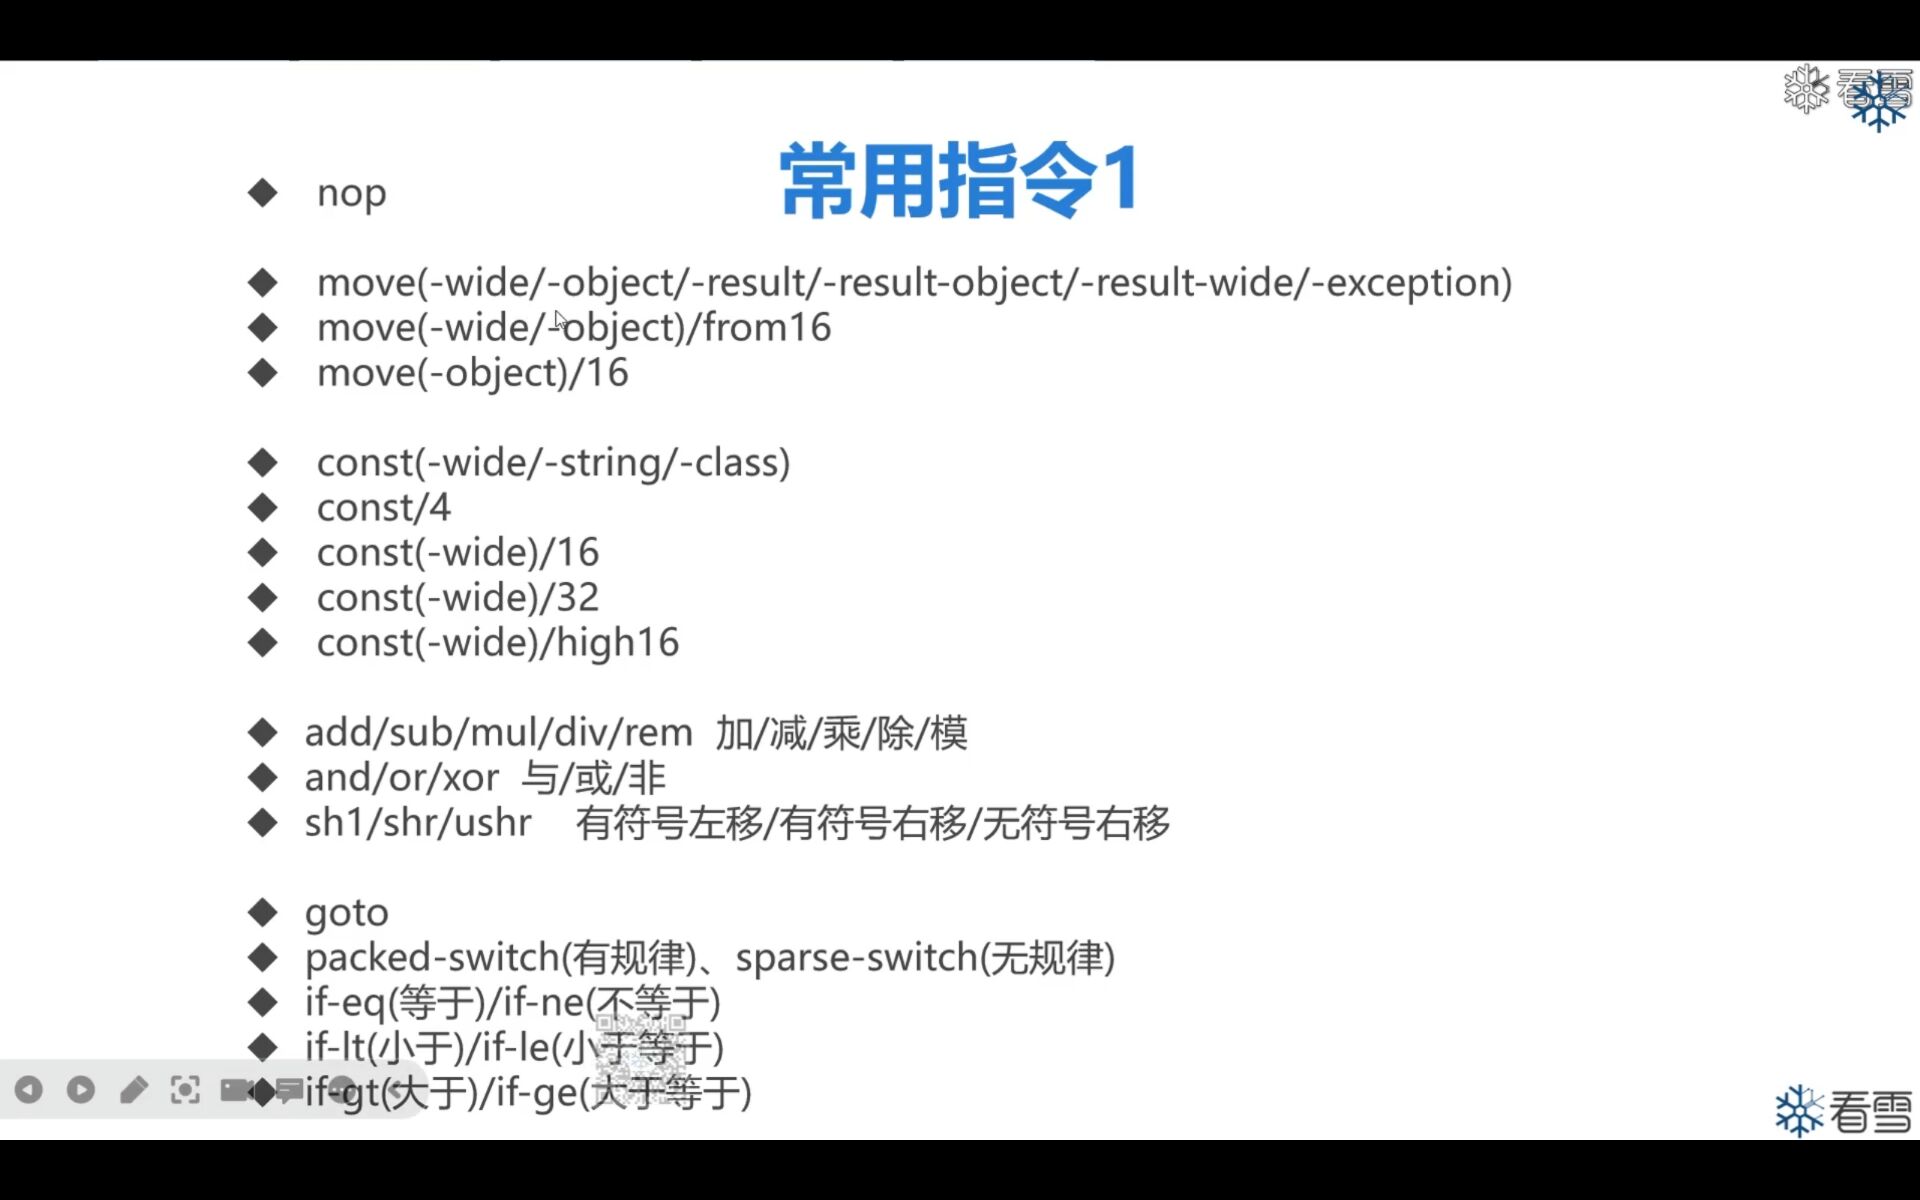 看雪
常用指令1
◆ nop
◆ move(-wide/-object/-result/-result-object/-result-wide/-exception)
◆ move(-wide/-object)/from16
◆ move(-object)/16
◆ const(-wide/-string/-class)
◆ const/4
◆ const(-wide)/16
◆ const(-wide)/32
◆ const(-wide)/high16
◆ add/sub/mul/div/rem 加/减/乘/除/模
◆ and/or/xor 与/或/非
◆ sh1/shr/ushr 有符号左移/有符号右移/无符号右移
◆ goto
◆ packed-switch(有规律)、sparse-switch(无规律)
◆ if-eq(等于)/if-ne(不等于)
◆ if-lt(小于)/if-le(小于等于)
◆ if-gt(大于)/if-ge(大于等于)
看雪